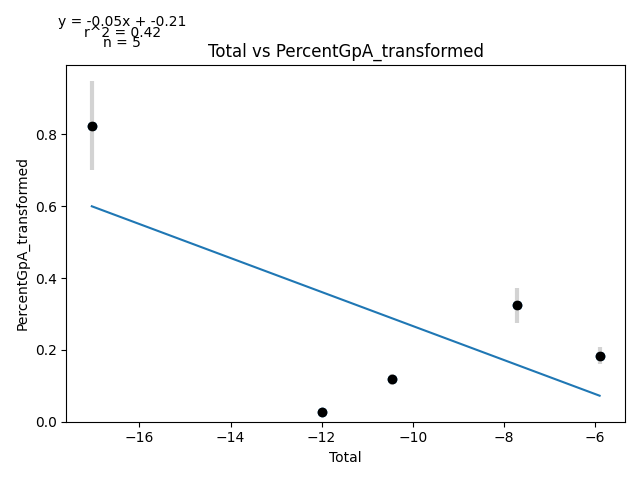 y = -0.05x + -0.21
r^2 = 0.42
n = 5
Total vs PercentGpA_transformed
PercentGpA_transformed
0.8
0.6
0.4
0.2
0.0
−16
−14
−12
−10
−8
−6
Total